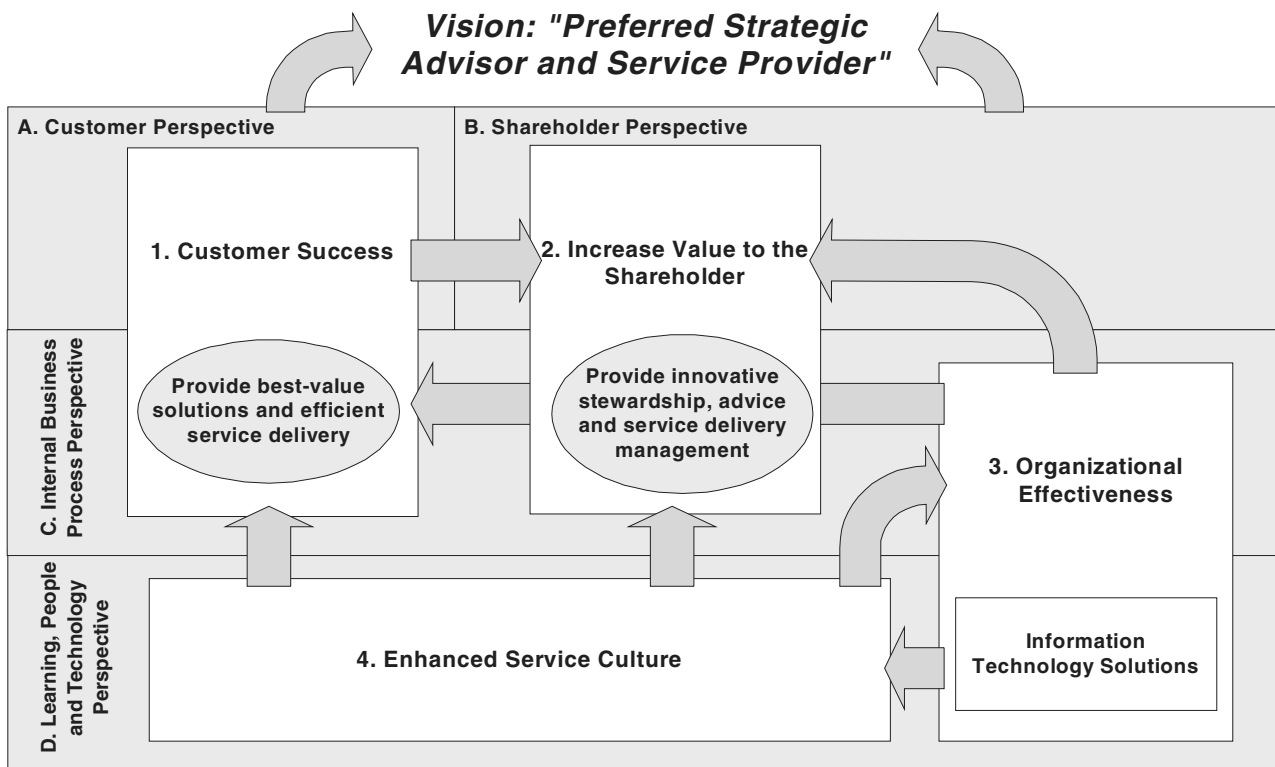 Vision: "Preferred Strategic
Advisor and Service Provider"
A. Customer Perspective
B. Shareholder Perspective
1. Customer Success
2. Increase Value to the
Shareholder
C. Internal Business
Process Perspective
Provide best-value
solutions and efficient
service delivery
Provide innovative
stewardship, advice
and service delivery
management
3. Organizational
Effectiveness
D. Learning, People
and Technology
Perspective
4. Enhanced Service Culture
Information
Technology Solutions